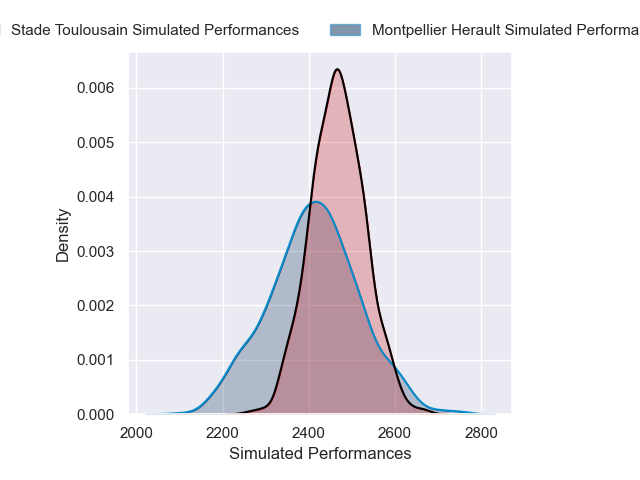 Stade Toulousain Simulated Performances
Montpellier Herault Simulated Performa
0.006
0.005
0.004
0.003
0.002
0.001
0.000
Density
2000 2200 2400 2600 2800
Simulated Performances